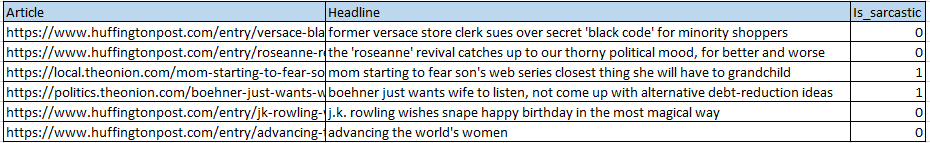 Article Headline Is_sarcastic
https://www.huffingtonpost.com/entry/versace-bla former versace store clerk sues over secret 'black code' for minority shoppers 0
https://www.huffingtonpost.com/entry/roseanne-r the 'roseanne' revival catches up to our thorny political mood, for better and worse 0
https://local.theonion.com/mom-starting-to-fear-so mom starting to fear son's web series closest thing she will have to grandchild 1
https://politics.theonion.com/boehner-just-wants-w boehner just wants wife to listen, not come up with alternative debt-reduction ideas 1
https://www.huffingtonpost.com/entry/jk-rowling- j.k. rowling wishes snape happy birthday in the most magical way 0
https://www.huffingtonpost.com/entry/advancing- advancing the world's women 0